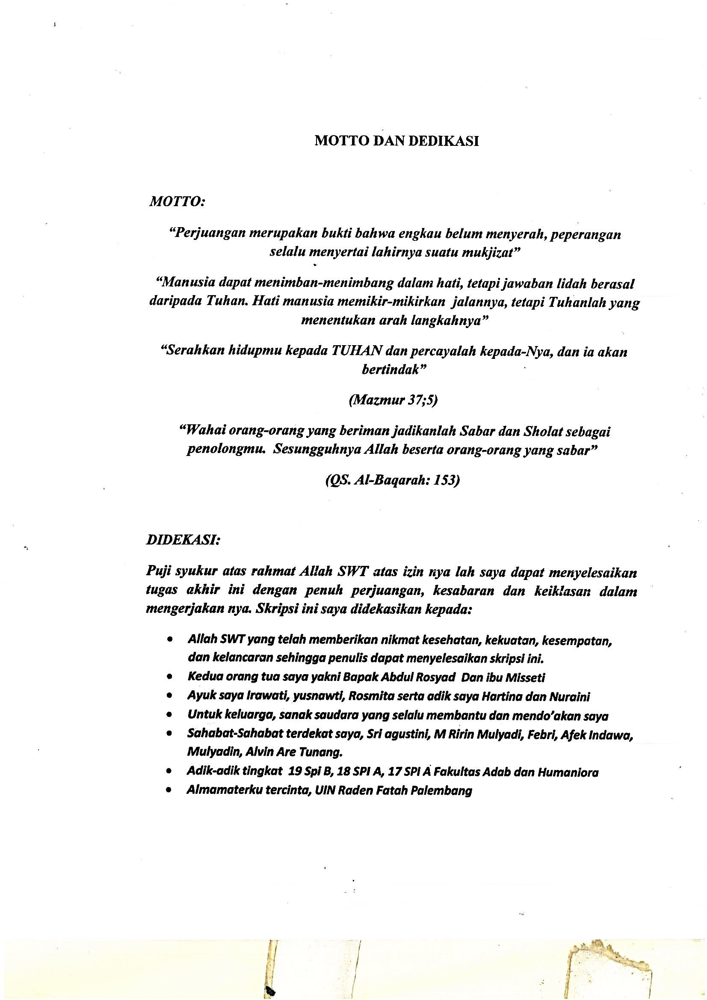 MOTTO DAN DEDIKASI
MOTTO:
“Perjuangan merupakan bukti bahwa engkau belum menyerah, peperangan
selalu menyertai lahirnya suatu mukjizat”
“Manusia dapat menimban-menimbang dalam hati, tetapi jawaban lidah berasal
daripada Tuhan. Hati manusia memikir-mikirkan jalannya, tetapi Tuhanlah yang
menentukan arah langkahnya”
“Serahkan hidupmu kepada TUHAN dan percayalah kepada-Nya, dan ia akan
bertindak”
(Mazmur 37;5)
“Wahai orang-orang yang beriman jadikanlah Sabar dan Sholat sebagai
penolongmu. Sesungguhnya Allah beserta orang-orang yang sabar”
(QS. Al-Baqarah: 153)
DIDEKASI:
Puji syukur atas rahmat Allah SWT atas izin nya lah saya dapat menyelesaikan
tugas akhir ini dengan penuh perjuangan, kesabaran dan keiklasan dalam
mengerjakan nya. Skripsi ini saya didekasikan kepada:
• Allah SWT yang telah memberikan nikmat kesehatan, kekuatan, kesempatan,
dan kelancaran sehingga penulis dapat menyelesaikan skripsi ini.
• Kedua orang tua saya yakni Bapak Abdul Rosyad Dan ibu Misseti
• Ayuk saya Irawati, yusnawti, Rosmita serta adik saya Hartina dan Nuraini
• Untuk keluarga, sanak saudara yang selalu membantu dan mendo’akan saya
• Sahabat-Sahabat terdekat saya, Sri agustini, M Ririn Mulyadi, Febri, Afek Indawa,
Mulyadin, Alvin Are Tunang.
• Adik-adik tingkat 19 Spi B, 18 SPI A, 17 SPI A Fakultas Adab dan Humaniora
• Almamaterku tercinta, UIN Raden Fatah Palembang